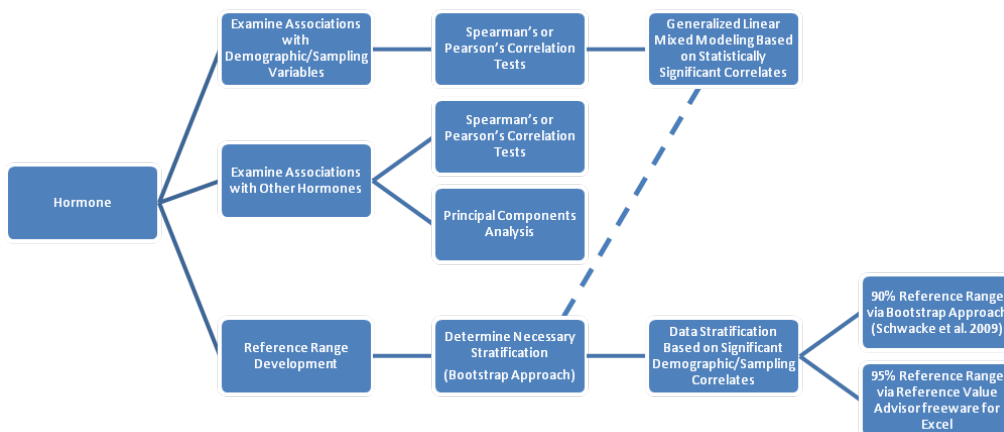 Hormone
Examine Associations
with
Demographic/Sampling
Variables
Spearman's or
Pearson's Correlation
Tests
Generalized Linear
Mixed Modeling Based
on Statistically
Significant Correlates
Examine Associations
with Other Hormones
Spearman's or
Pearson's Correlation
Tests
Principal Components
Analysis
Reference Range
Development
Determine Necessary
Stratification
(Bootstrap Approach)
Data Stratification
Based on Significant
Demographic/Sampling
Correlates
90% Reference Range
via Bootstrap Approach
(Schwacke et al. 2009)
95% Reference Range
via Reference Value
Advisor freeware for
Excel